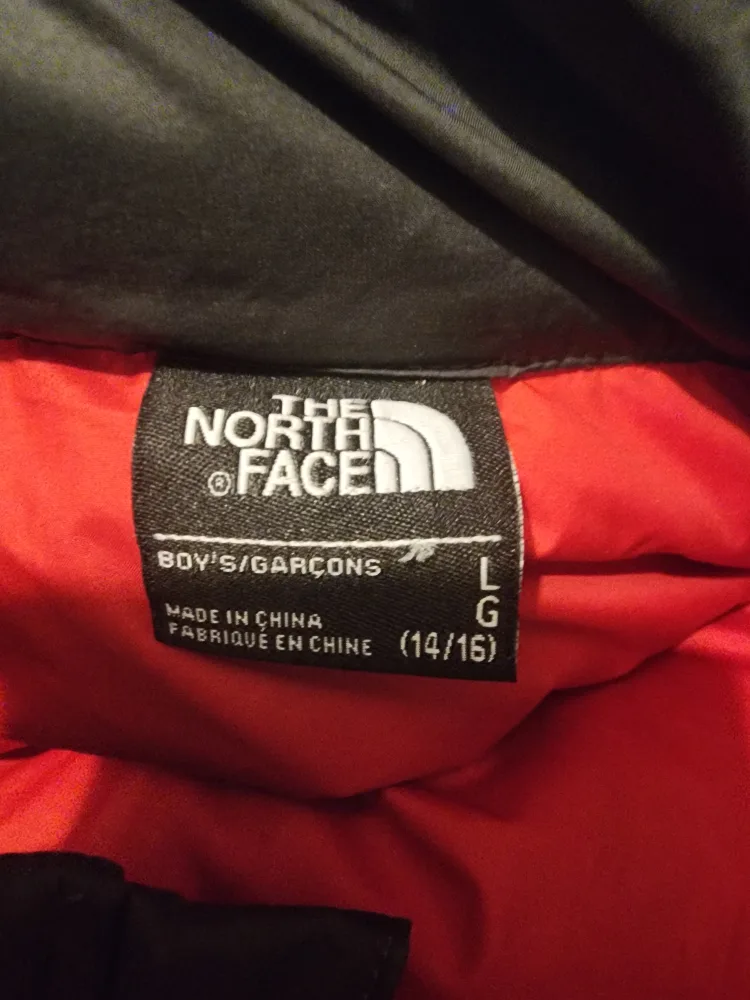 THE
NORTH
® FACE
BOY'S/GARÇONS
L
G
MADE IN CHINA
FABRIQUÉ EN CHINE (14/16)